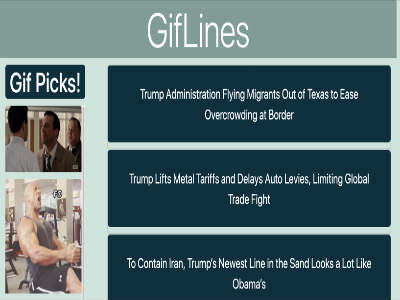 GifLines
Gif Picks!
Trump Administration Flying Migrants Out of Texas to Ease
Overcrowding at Border
Trump Lifts Metal Tariffs and Delays Auto Levies, Limiting Global
Trade Fight
To Contain Iran, Trump's Newest Line in the Sand Looks a Lot Like
Obama's